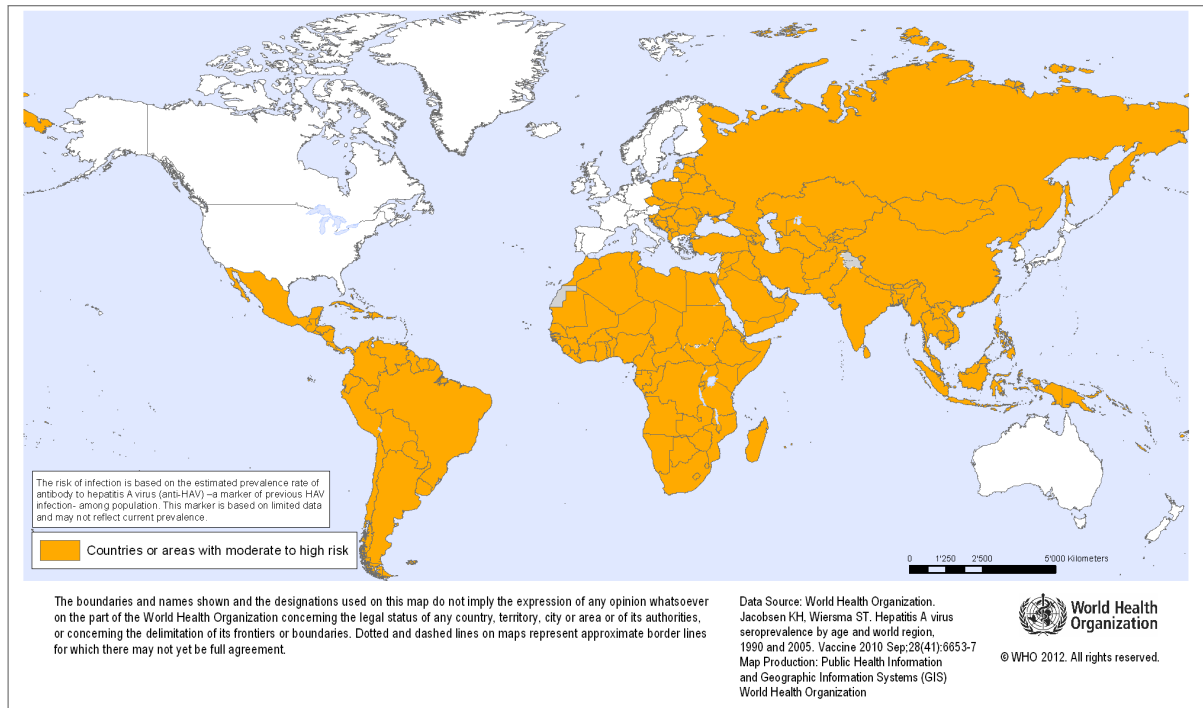 The risk of infection is based on the estimated prevalence rate of
antibody to hepatitis A virus (anti-HAV) –a marker of previous HAV
infection- among population. This marker is based on limited data
and may not reflect current prevalence.
Countries or areas with moderate to high risk
0 1'250 2'500 5'000 Kilometers
The boundaries and names shown and the designations used on this map do not imply the expression of any opinion whatsoever
on the part of the World Health Organization concerning the legal status of any country, territory, city or area or of its authorities,
or concerning the delimitation of its frontiers or boundaries. Dotted and dashed lines on maps represent approximate border lines
for which there may not yet be full agreement.
Data Source: World Health Organization.
Jacobsen KH, Wiersma ST. Hepatitis A virus
seroprevalence by age and world region,
1990 and 2005. Vaccine 2010 Sep;28(41):6653-7
Map Production: Public Health Information
and Geographic Information Systems (GIS)
World Health Organization
World Health
Organization
© WHO 2012. All rights reserved.